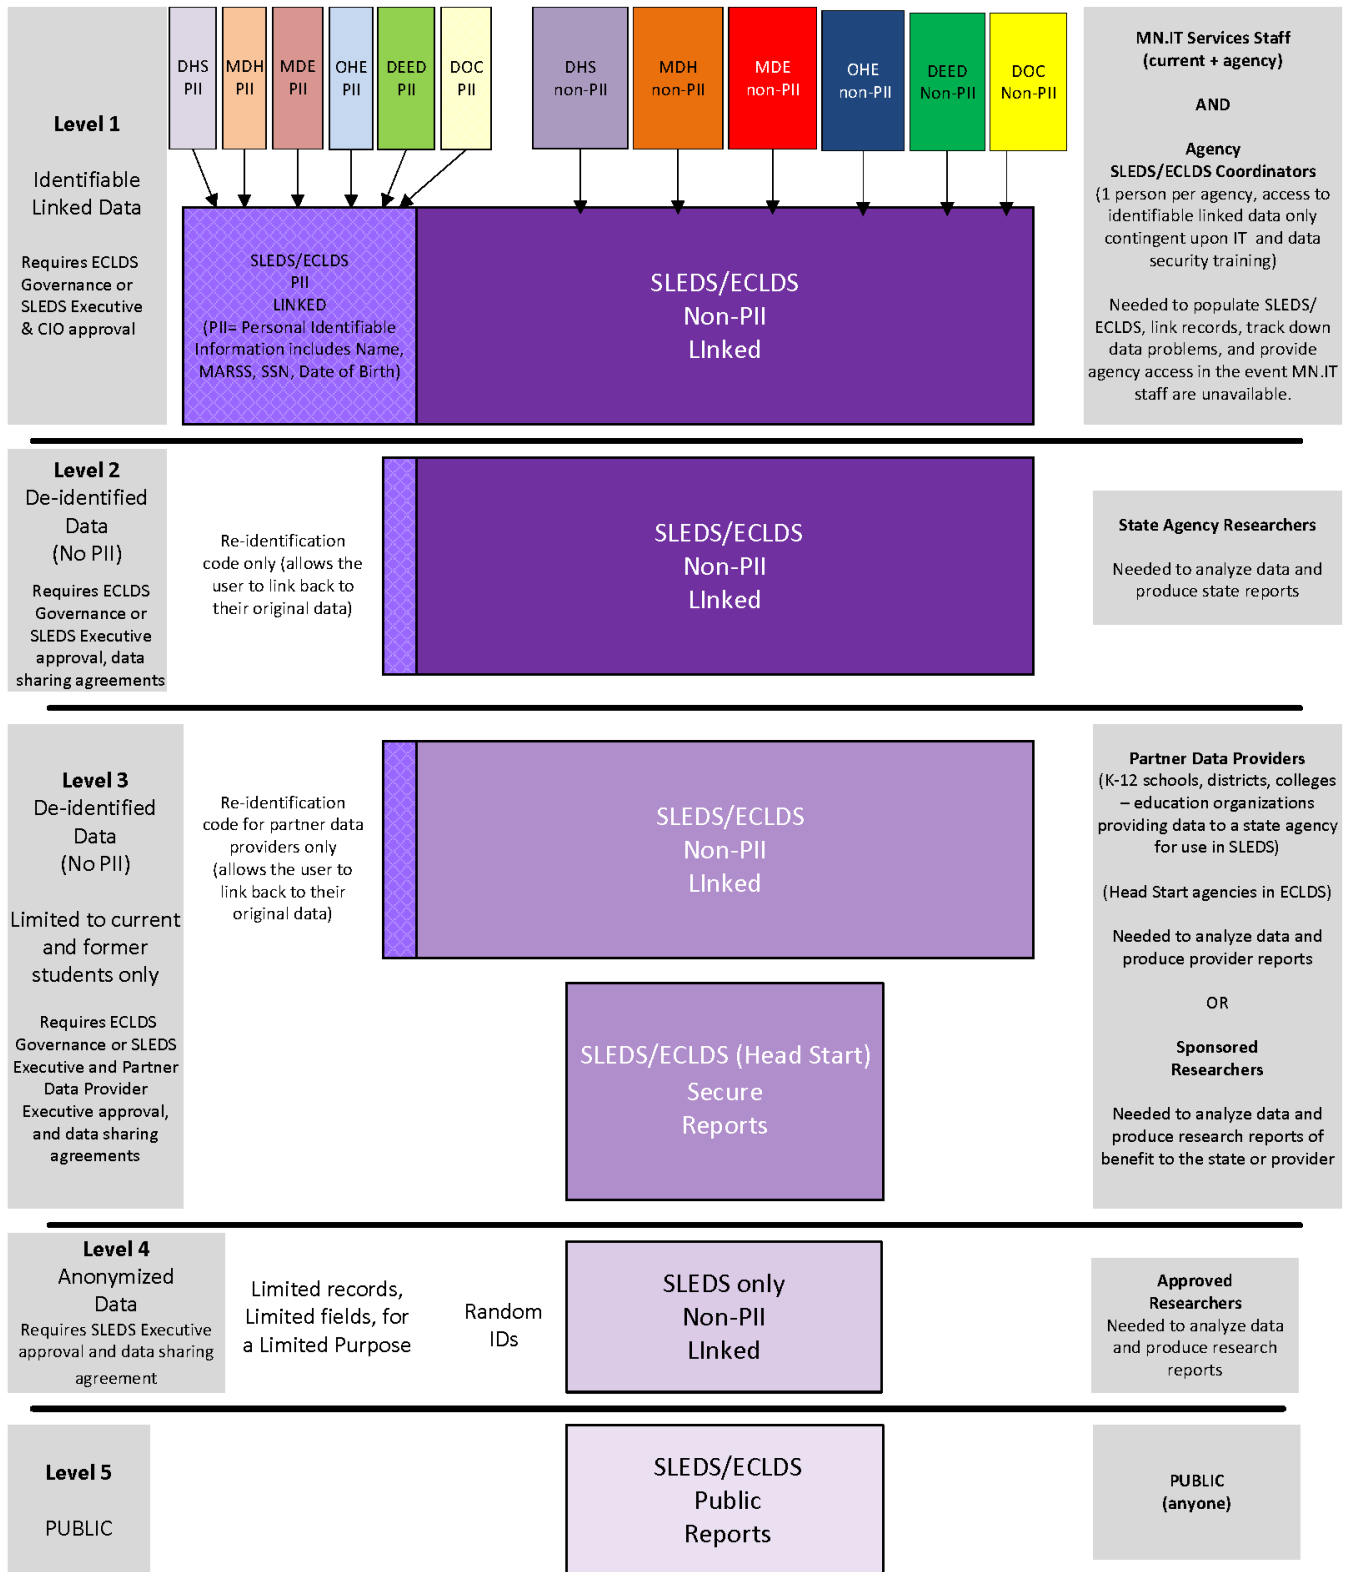 DHS
PII
MDH
PII
MDE
PII
OHE
PII
DEED
PII
DOC
PII
DHS
non-PII
MDH
non-PII
MDE
non-PII
OHE
non-PII
DEED
Non-PII
DOC
Non-PII
Level 1
Identifiable
Linked Data
Requires ECLDS
Governance or
SLEDS Executive
& CIO approval
SLEDS/ECLDS
PII
LINKED
(PII= Personal Identifiable
Information includes Name,
MARSS, SSN, Date of Birth)
SLEDS/ECLDS
Non-PII
LInked
MN.IT Services Staff
(current + agency)
AND
Agency
SLEDS/ECLDS Coordinators
(1 person per agency, access to
identifiable linked data only
contingent upon IT and data
security training)
Needed to populate SLEDS/
ECLDS, link records, track down
data problems, and provide
agency access in the event MN.IT
staff are unavailable.
Level 2
De-identified
Data
(No PII)
Requires ECLDS
Governance or
SLEDS Executive
approval, data
sharing agreements
Re-identification
code only (allows the
user to link back to
their original data)
SLEDS/ECLDS
Non-PII
LInked
State Agency Researchers
Needed to analyze data and
produce state reports
Level 3
De-identified
Data
(No PII)
Limited to current
and former
students only
Requires ECLDS
Governance or SLEDS
Executive and Partner
Data Provider
Executive approval,
and data sharing
agreements
Re-identification
code for partner data
providers only
(allows the user to
link back to their
original data)
SLEDS/ECLDS
Non-PII
LInked
SLEDS/ECLDS (Head Start)
Secure
Reports
Partner Data Providers
(K-12 schools, districts, colleges
– education organizations
providing data to a state agency
for use in SLEDS)
(Head Start agencies in ECLDS)
Needed to analyze data and
produce provider reports
OR
Sponsored
Researchers
Needed to analyze data and
produce research reports of
benefit to the state or provider
Level 4
Anonymized
Data
Requires SLEDS Executive
approval and data sharing
agreement
Limited records,
Limited fields, for
a Limited Purpose
Random
IDs
SLEDS only
Non-PII
LInked
Approved
Researchers
Needed to analyze data
and produce research
reports
Level 5
PUBLIC
SLEDS/ECLDS
Public
Reports
PUBLIC
(anyone)